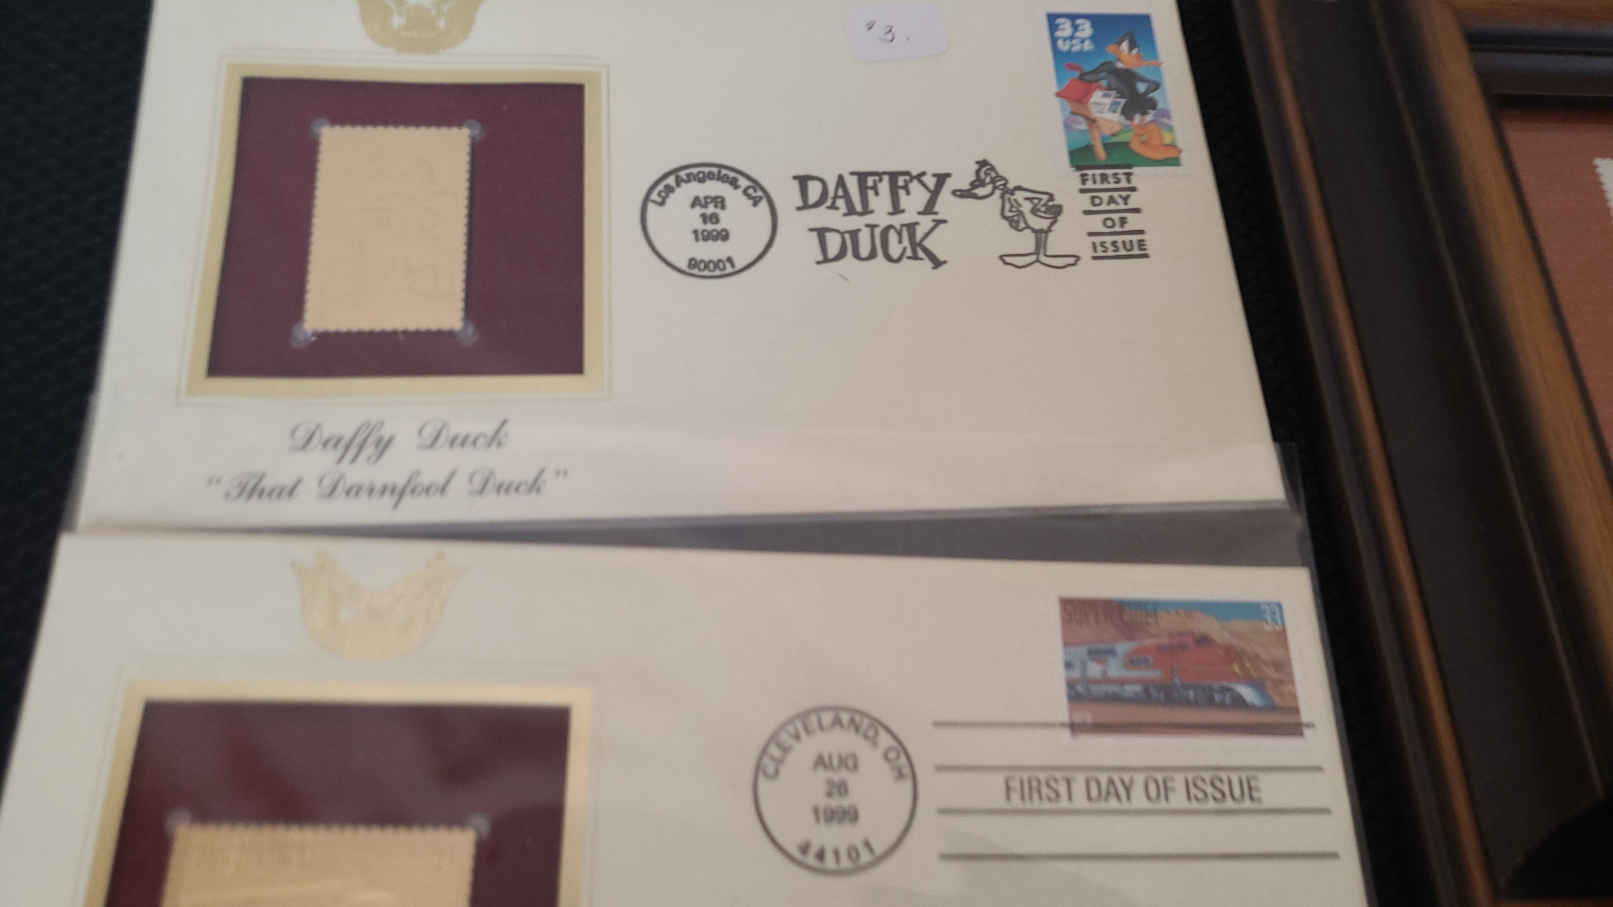 $3.
33
USA
Los Angeles, CA
APR
16
1999
90001
DAFFY
DUCK
FIRST
DAY
OF
ISSUE
Daffy Duck
"That Darnfool Duck"
33
CLEVELAND, OH
AUG
26
1999
44101
FIRST DAY OF ISSUE